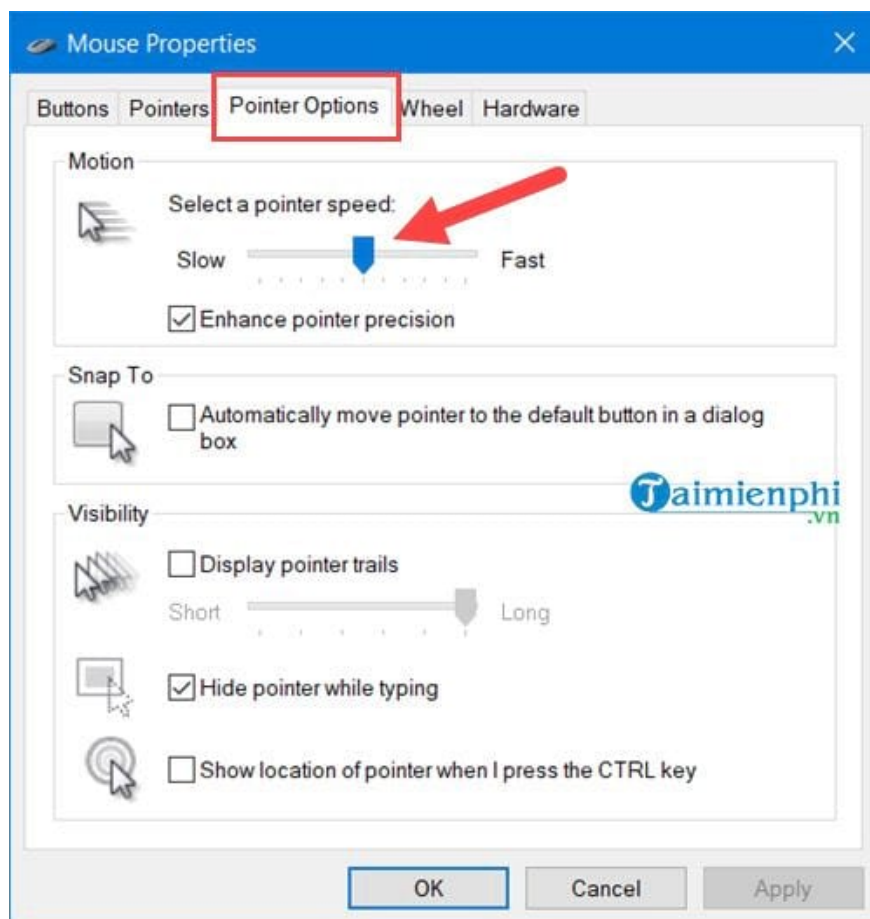 Mouse Properties
Buttons Pointers Pointer Options Wheel Hardware
Motion
Select a pointer speed:
Slow Fast
Enhance pointer precision
Snap To
Automatically move pointer to the default button in a dialog
box
Taimienphi
.vn
Visibility
Display pointer trails
Short Long
Hide pointer while typing
Show location of pointer when I press the CTRL key
OK Cancel Apply